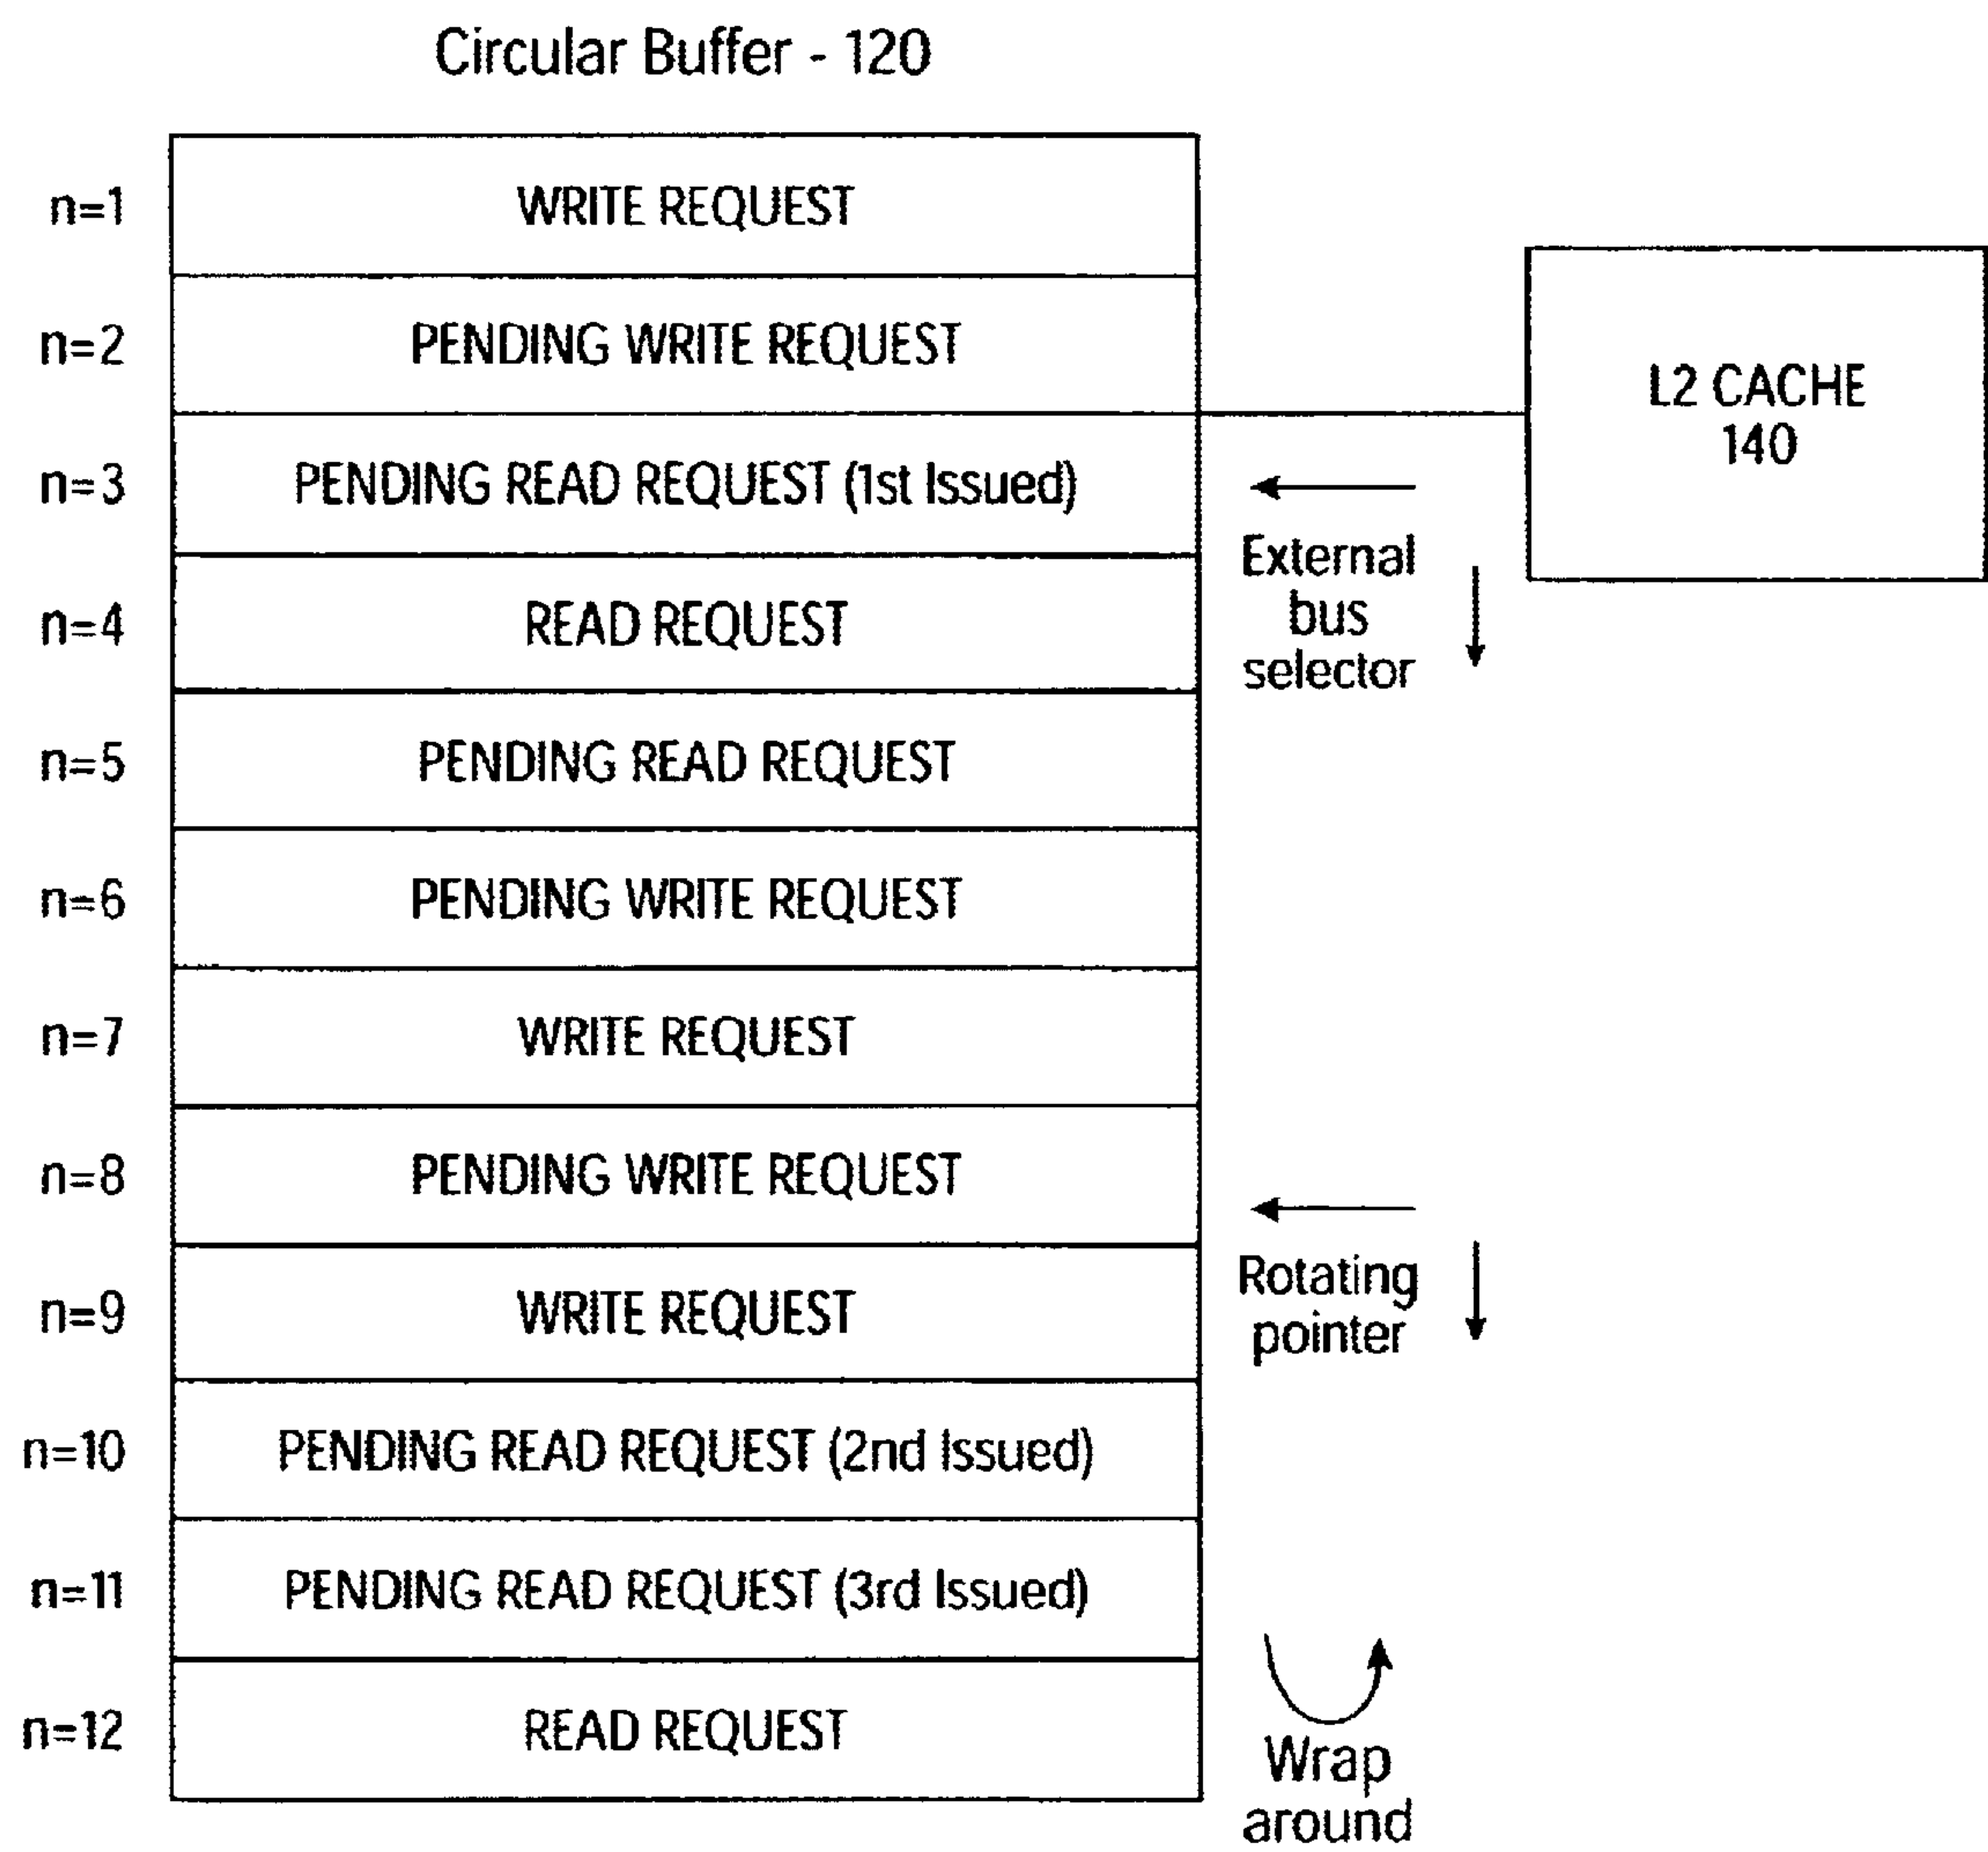 Circular Buffer - 120
n=1 WRITE REQUEST
n=2 PENDING WRITE REQUEST
L2 CACHE
140
n=3 PENDING READ REQUEST (1st Issued)
External
bus
selector
n=4 READ REQUEST
n=5 PENDING READ REQUEST
n=6 PENDING WRITE REQUEST
n=7 WRITE REQUEST
n=8 PENDING WRITE REQUEST
Rotating
pointer
n=9 WRITE REQUEST
n=10 PENDING READ REQUEST (2nd Issued)
n=11 PENDING READ REQUEST (3rd Issued)
n=12 READ REQUEST
Wrap
around